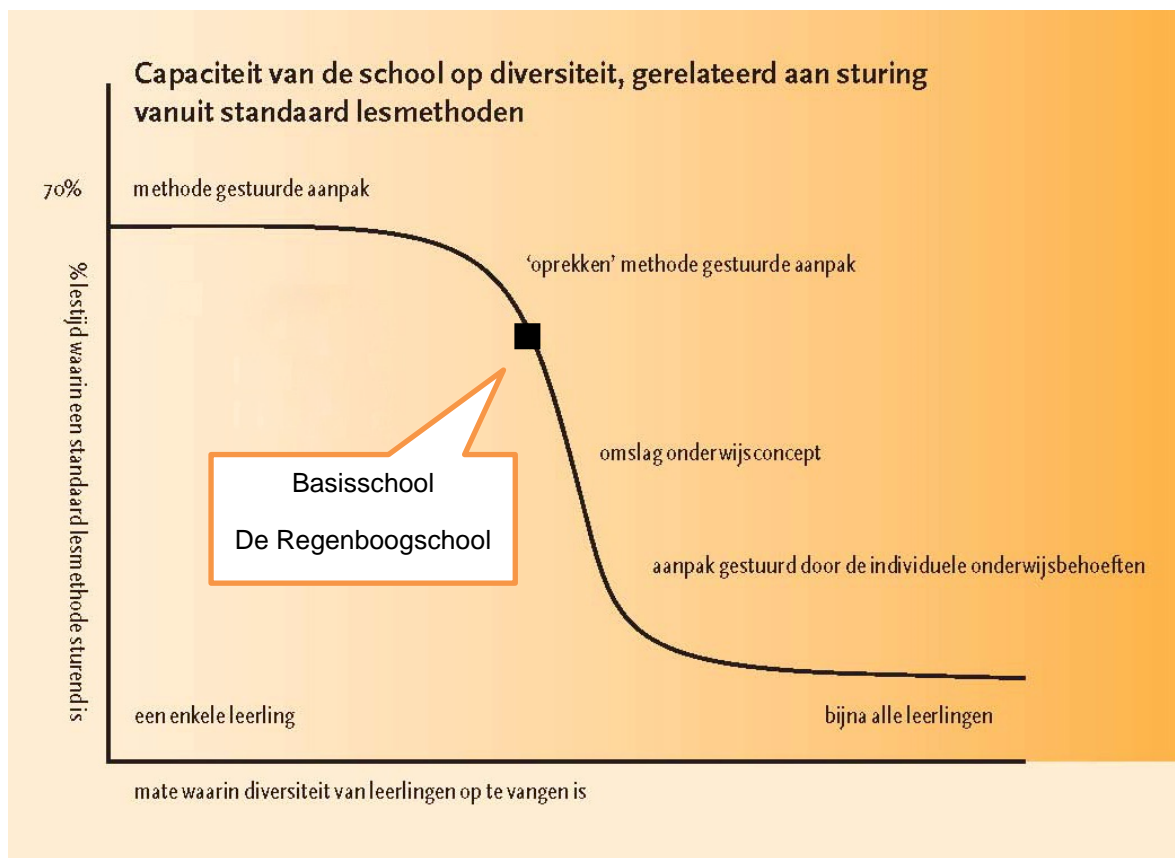 Capaciteit van de school op diversiteit, gerelateerd aan sturing
vanuit standaard lesmethoden
70%
methode gestuurde aanpak
'oprekken' methode gestuurde aanpak
% lestijd waarin een standaard lesmethode sturend is
Basisschool
De Regenboogschool
omslag onderwijsconcept
aanpak gestuurd door de individuele onderwijsbehoeften
een enkele leerling
bijna alle leerlingen
mate waarin diversiteit van leerlingen op te vangen is